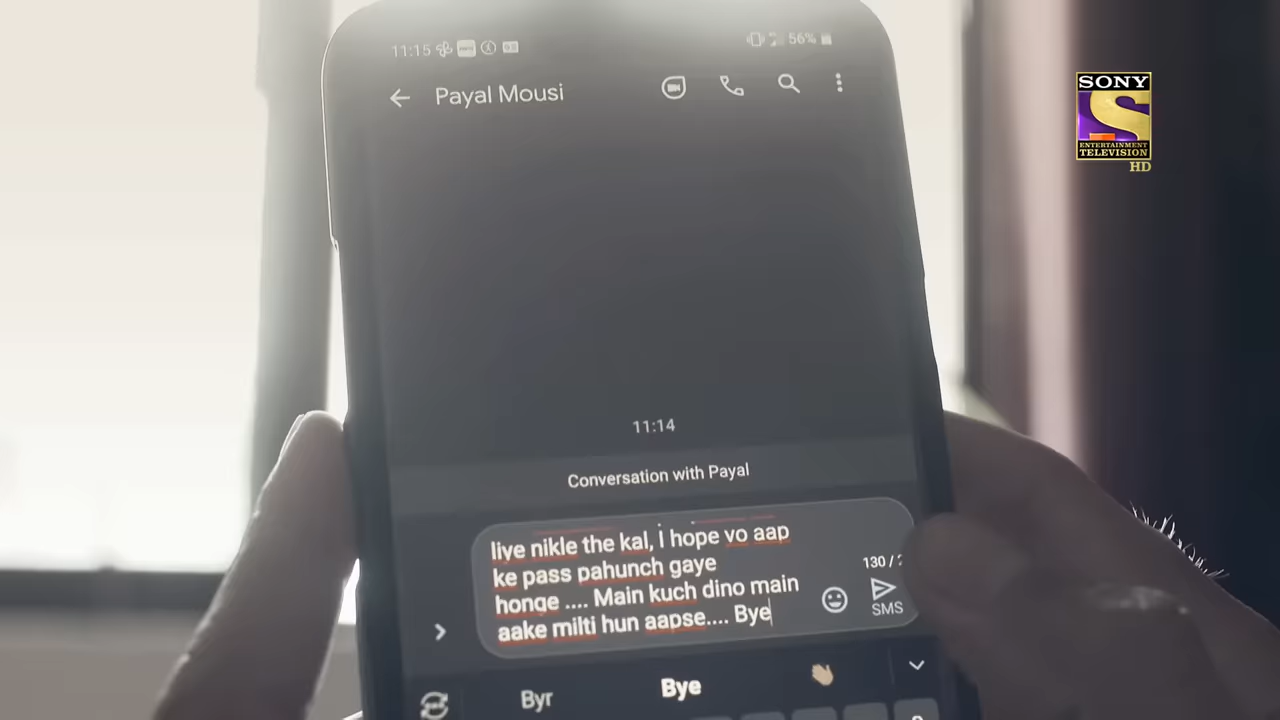 11:15
56%
SONY
ENTERTAINMENT
TELEVISION
HD
Payal Mousi
11:14
Conversation with Payal
liye nikle the kal, i hope vo aap
ke pass pahunch gaye
honge .... Main kuch dino main
aake milti hun aapse.... Bye
130 /
SMS
Byr
Bye